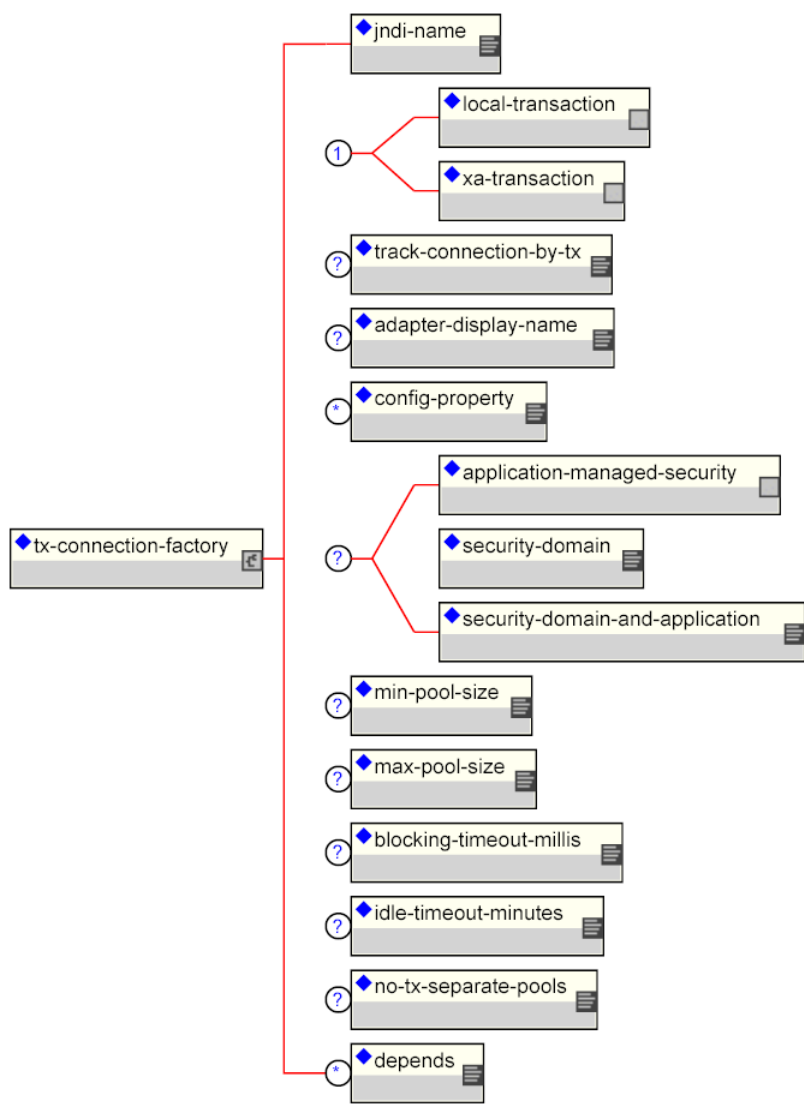 jndi-name
local-transaction
1
xa-transaction
? track-connection-by-tx
? adapter-display-name
* config-property
application-managed-security
tx-connection-factory
? security-domain
security-domain-and-application
? min-pool-size
? max-pool-size
? blocking-timeout-millis
? idle-timeout-minutes
? no-tx-separate-pools
* depends